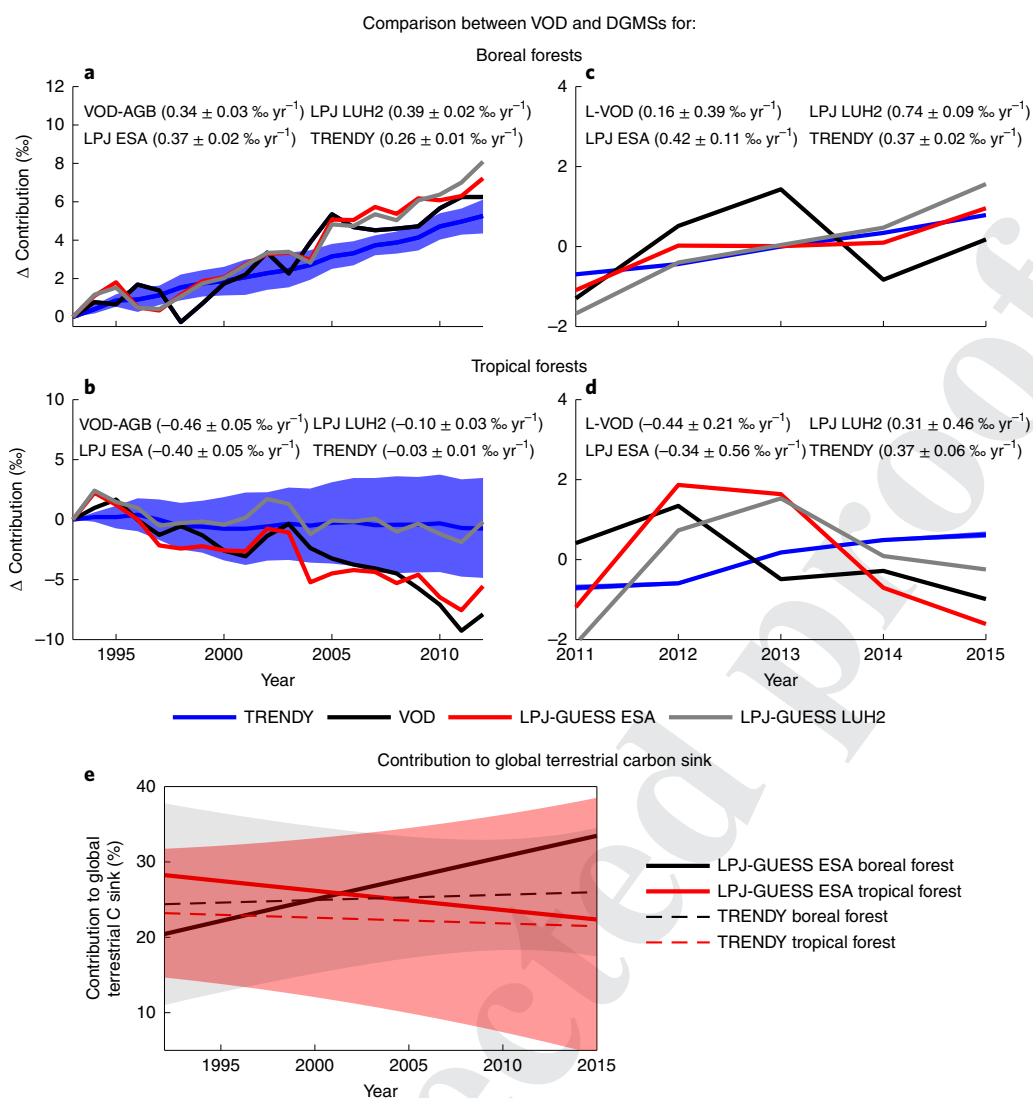 Comparison between VOD and DGMSs for:
Boreal forests
a
VOD-AGB (0.34 ± 0.03 ‰ yr⁻¹) LPJ LUH2 (0.39 ± 0.02 ‰ yr⁻¹)
LPJ ESA (0.37 ± 0.02 ‰ yr⁻¹) TRENDY (0.26 ± 0.01 ‰ yr⁻¹)
Δ Contribution (‰)
12
10
8
6
4
2
0
c
L-VOD (0.16 ± 0.39 ‰ yr⁻¹) LPJ LUH2 (0.74 ± 0.09 ‰ yr⁻¹)
LPJ ESA (0.42 ± 0.11 ‰ yr⁻¹) TRENDY (0.37 ± 0.02 ‰ yr⁻¹)
4
2
0
−2
Tropical forests
b
VOD-AGB (−0.46 ± 0.05 ‰ yr⁻¹) LPJ LUH2 (−0.10 ± 0.03 ‰ yr⁻¹)
LPJ ESA (−0.40 ± 0.05 ‰ yr⁻¹) TRENDY (−0.03 ± 0.01 ‰ yr⁻¹)
Δ Contribution (‰)
10
5
0
−5
−10
1995 2000 2005 2010
Year
d
L-VOD (−0.44 ± 0.21 ‰ yr⁻¹) LPJ LUH2 (0.31 ± 0.46 ‰ yr⁻¹)
LPJ ESA (−0.34 ± 0.56 ‰ yr⁻¹) TRENDY (0.37 ± 0.06 ‰ yr⁻¹)
4
2
0
−2
2011 2012 2013 2014 2015
Year
TRENDY VOD LPJ-GUESS ESA LPJ-GUESS LUH2
Contribution to global terrestrial carbon sink
e
Contribution to global
terrestrial C sink (%)
40
30
20
10
1995 2000 2005 2010 2015
Year
LPJ-GUESS ESA boreal forest
LPJ-GUESS ESA tropical forest
TRENDY boreal forest
TRENDY tropical forest
cted proof